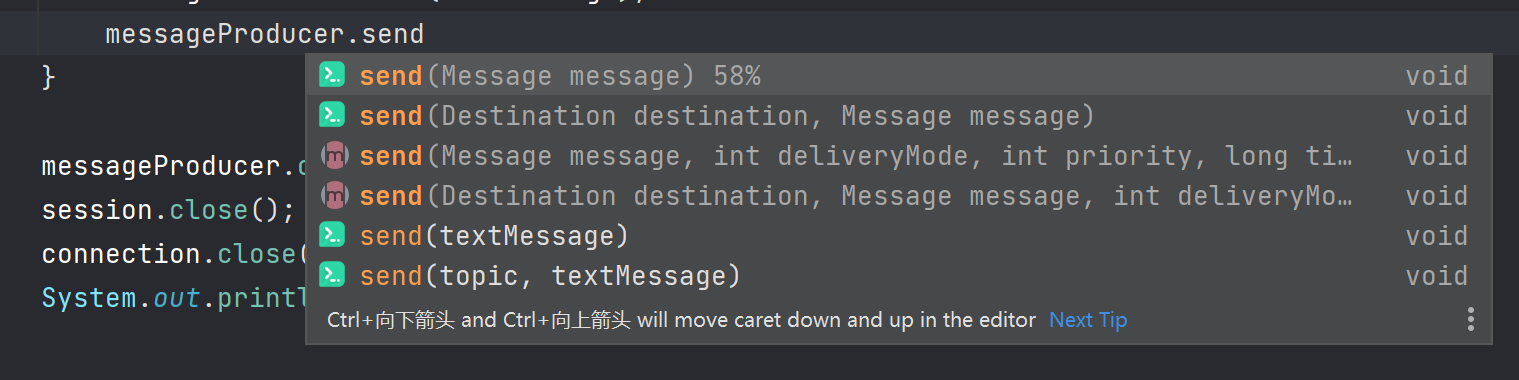 messageProducer.send
}
send(Message message) 58% void
send(Destination destination, Message message) void
send(Message message, int deliveryMode, int priority, long ti… void
send(Destination destination, Message message, int deliveryMo… void
messageProducer.
session.close();
send(textMessage) void
connection.close(
send(topic, textMessage) void
System.out.printl
Ctrl+向下箭头 and Ctrl+向上箭头 will move caret down and up in the editor Next Tip